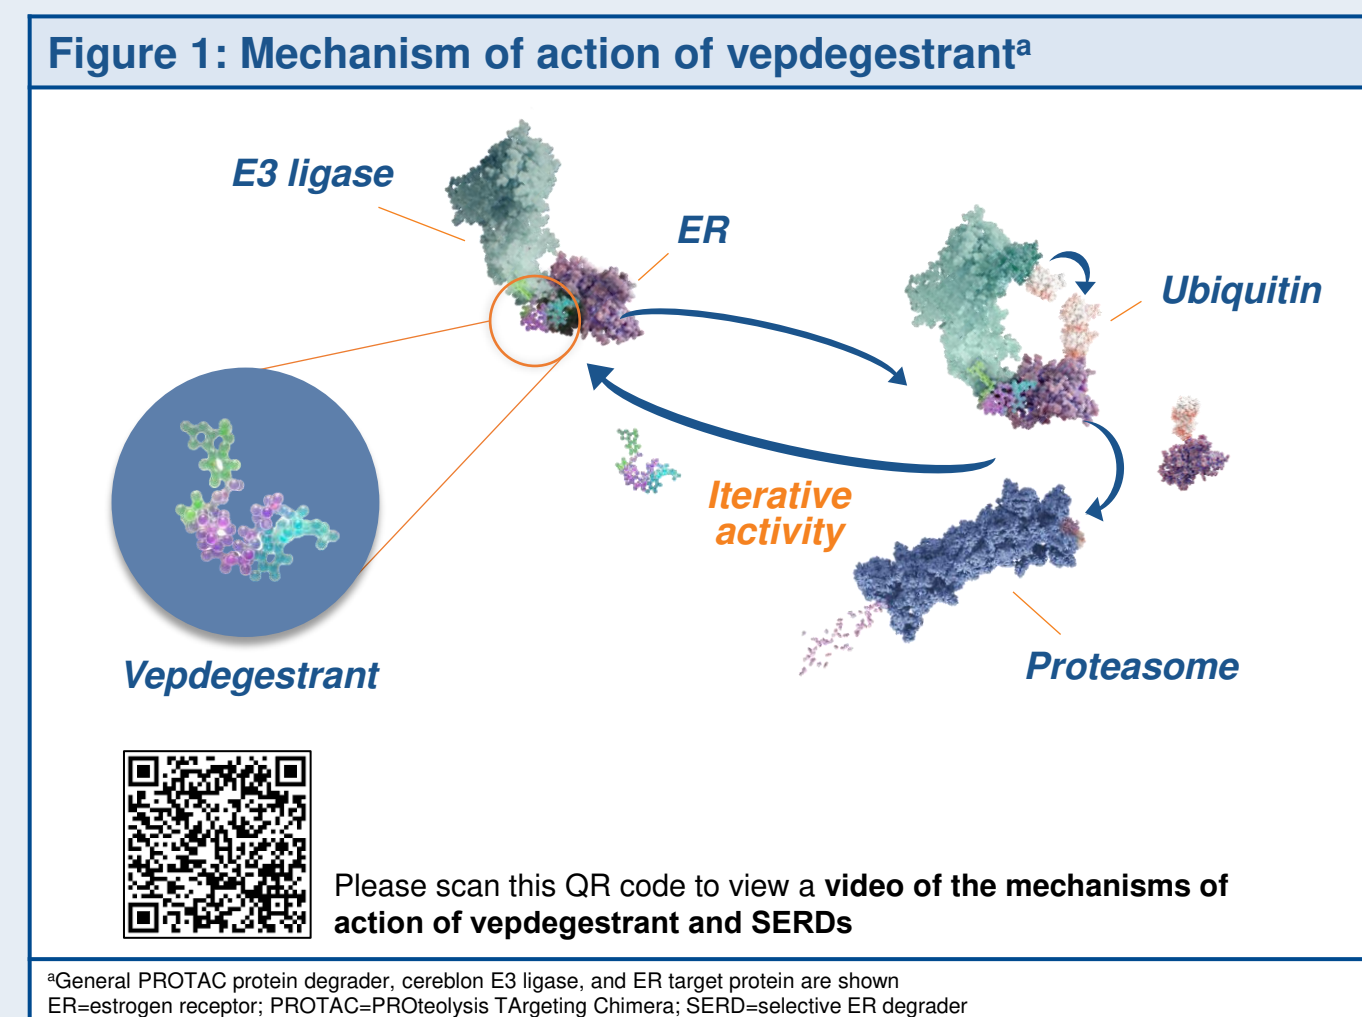 Figure 1: Mechanism of action of vepdegestrantᵃ
E3 ligase
ER
Ubiquitin
Iterative
activity
Vepdegestrant
Proteasome
Please scan this QR code to view a video of the mechanisms of
action of vepdegestrant and SERDs
ᵃGeneral PROTAC protein degrader, cereblon E3 ligase, and ER target protein are shown
ER=estrogen receptor; PROTAC=PROteolysis TArgeting Chimera; SERD=selective ER degrader